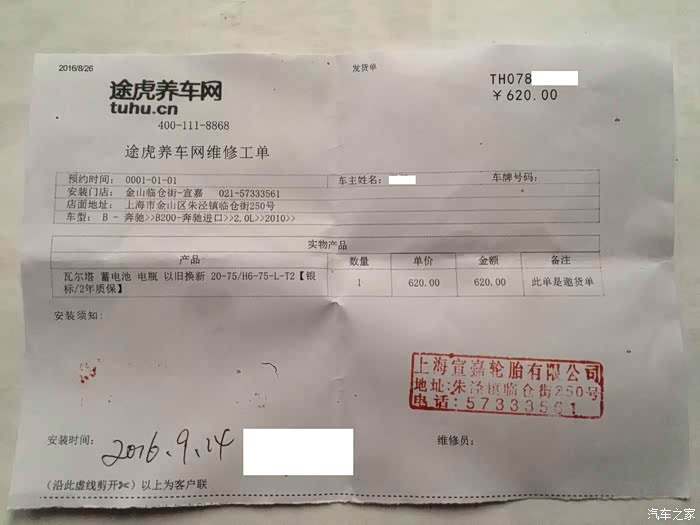 2016/8/26
发货单
途虎养车网
tuhu.cn
400-111-8868
TH078
￥620.00
途虎养车网维修工单
预约时间: 0001-01-01
车主姓名:
车牌号码:
安装门店: 金山临仓街-宣嘉 021-57333561
店面地址: 上海市金山区朱泾镇临仓街250号
车型: B - 奔驰>>B200-奔驰进口>>2.0L>>2010>>
实物产品
产品 数量 单价 金额 备注
瓦尔塔 蓄电池 电瓶 以旧换新 20-75/H6-75-L-T2【银
标/2年质保】
1 620.00 620.00 此单是邀货单
安装须知:
上海宣嘉轮胎有限公司
地址:朱泾镇临仓街250号
电话:57333561
安装时间: 2016.9.14
维修员:
(沿此虚线剪开✂)以上为客户联
汽车之家